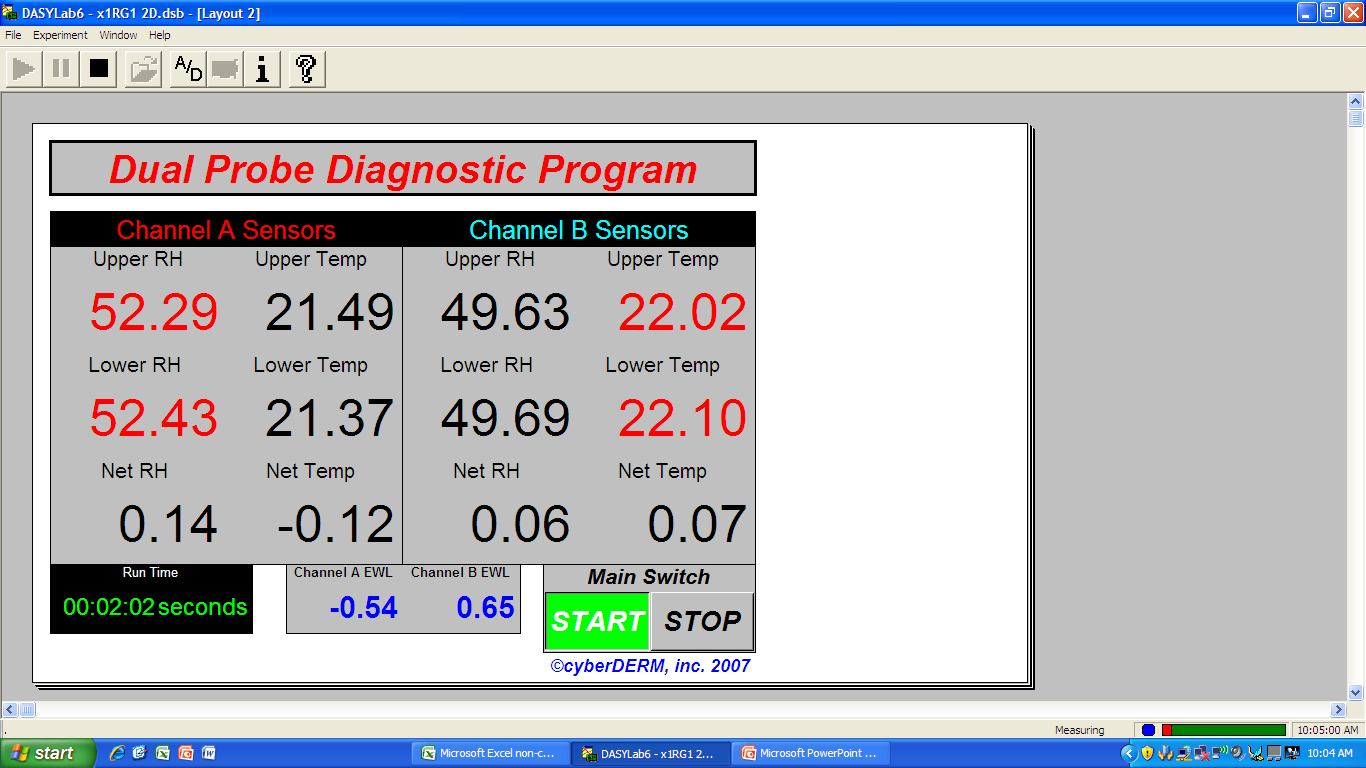 DASYLab6 - x1RG1 2D.dsb - [Layout 2]
File Experiment Window Help
A/D i ?
Dual Probe Diagnostic Program
Channel A Sensors Channel B Sensors
Upper RH Upper Temp Upper RH Upper Temp
52.29 21.49 49.63 22.02
Lower RH Lower Temp Lower RH Lower Temp
52.43 21.37 49.69 22.10
Net RH Net Temp Net RH Net Temp
0.14 -0.12 0.06 0.07
Run Time Channel A EWL Channel B EWL Main Switch
00:02:02 seconds -0.54 0.65 START STOP
©cyberDERM, inc. 2007
Measuring 10:05:00 AM
start Microsoft Excel non-c... DASYLab6 - x1RG1 2... Microsoft PowerPoint ... 10:04 AM